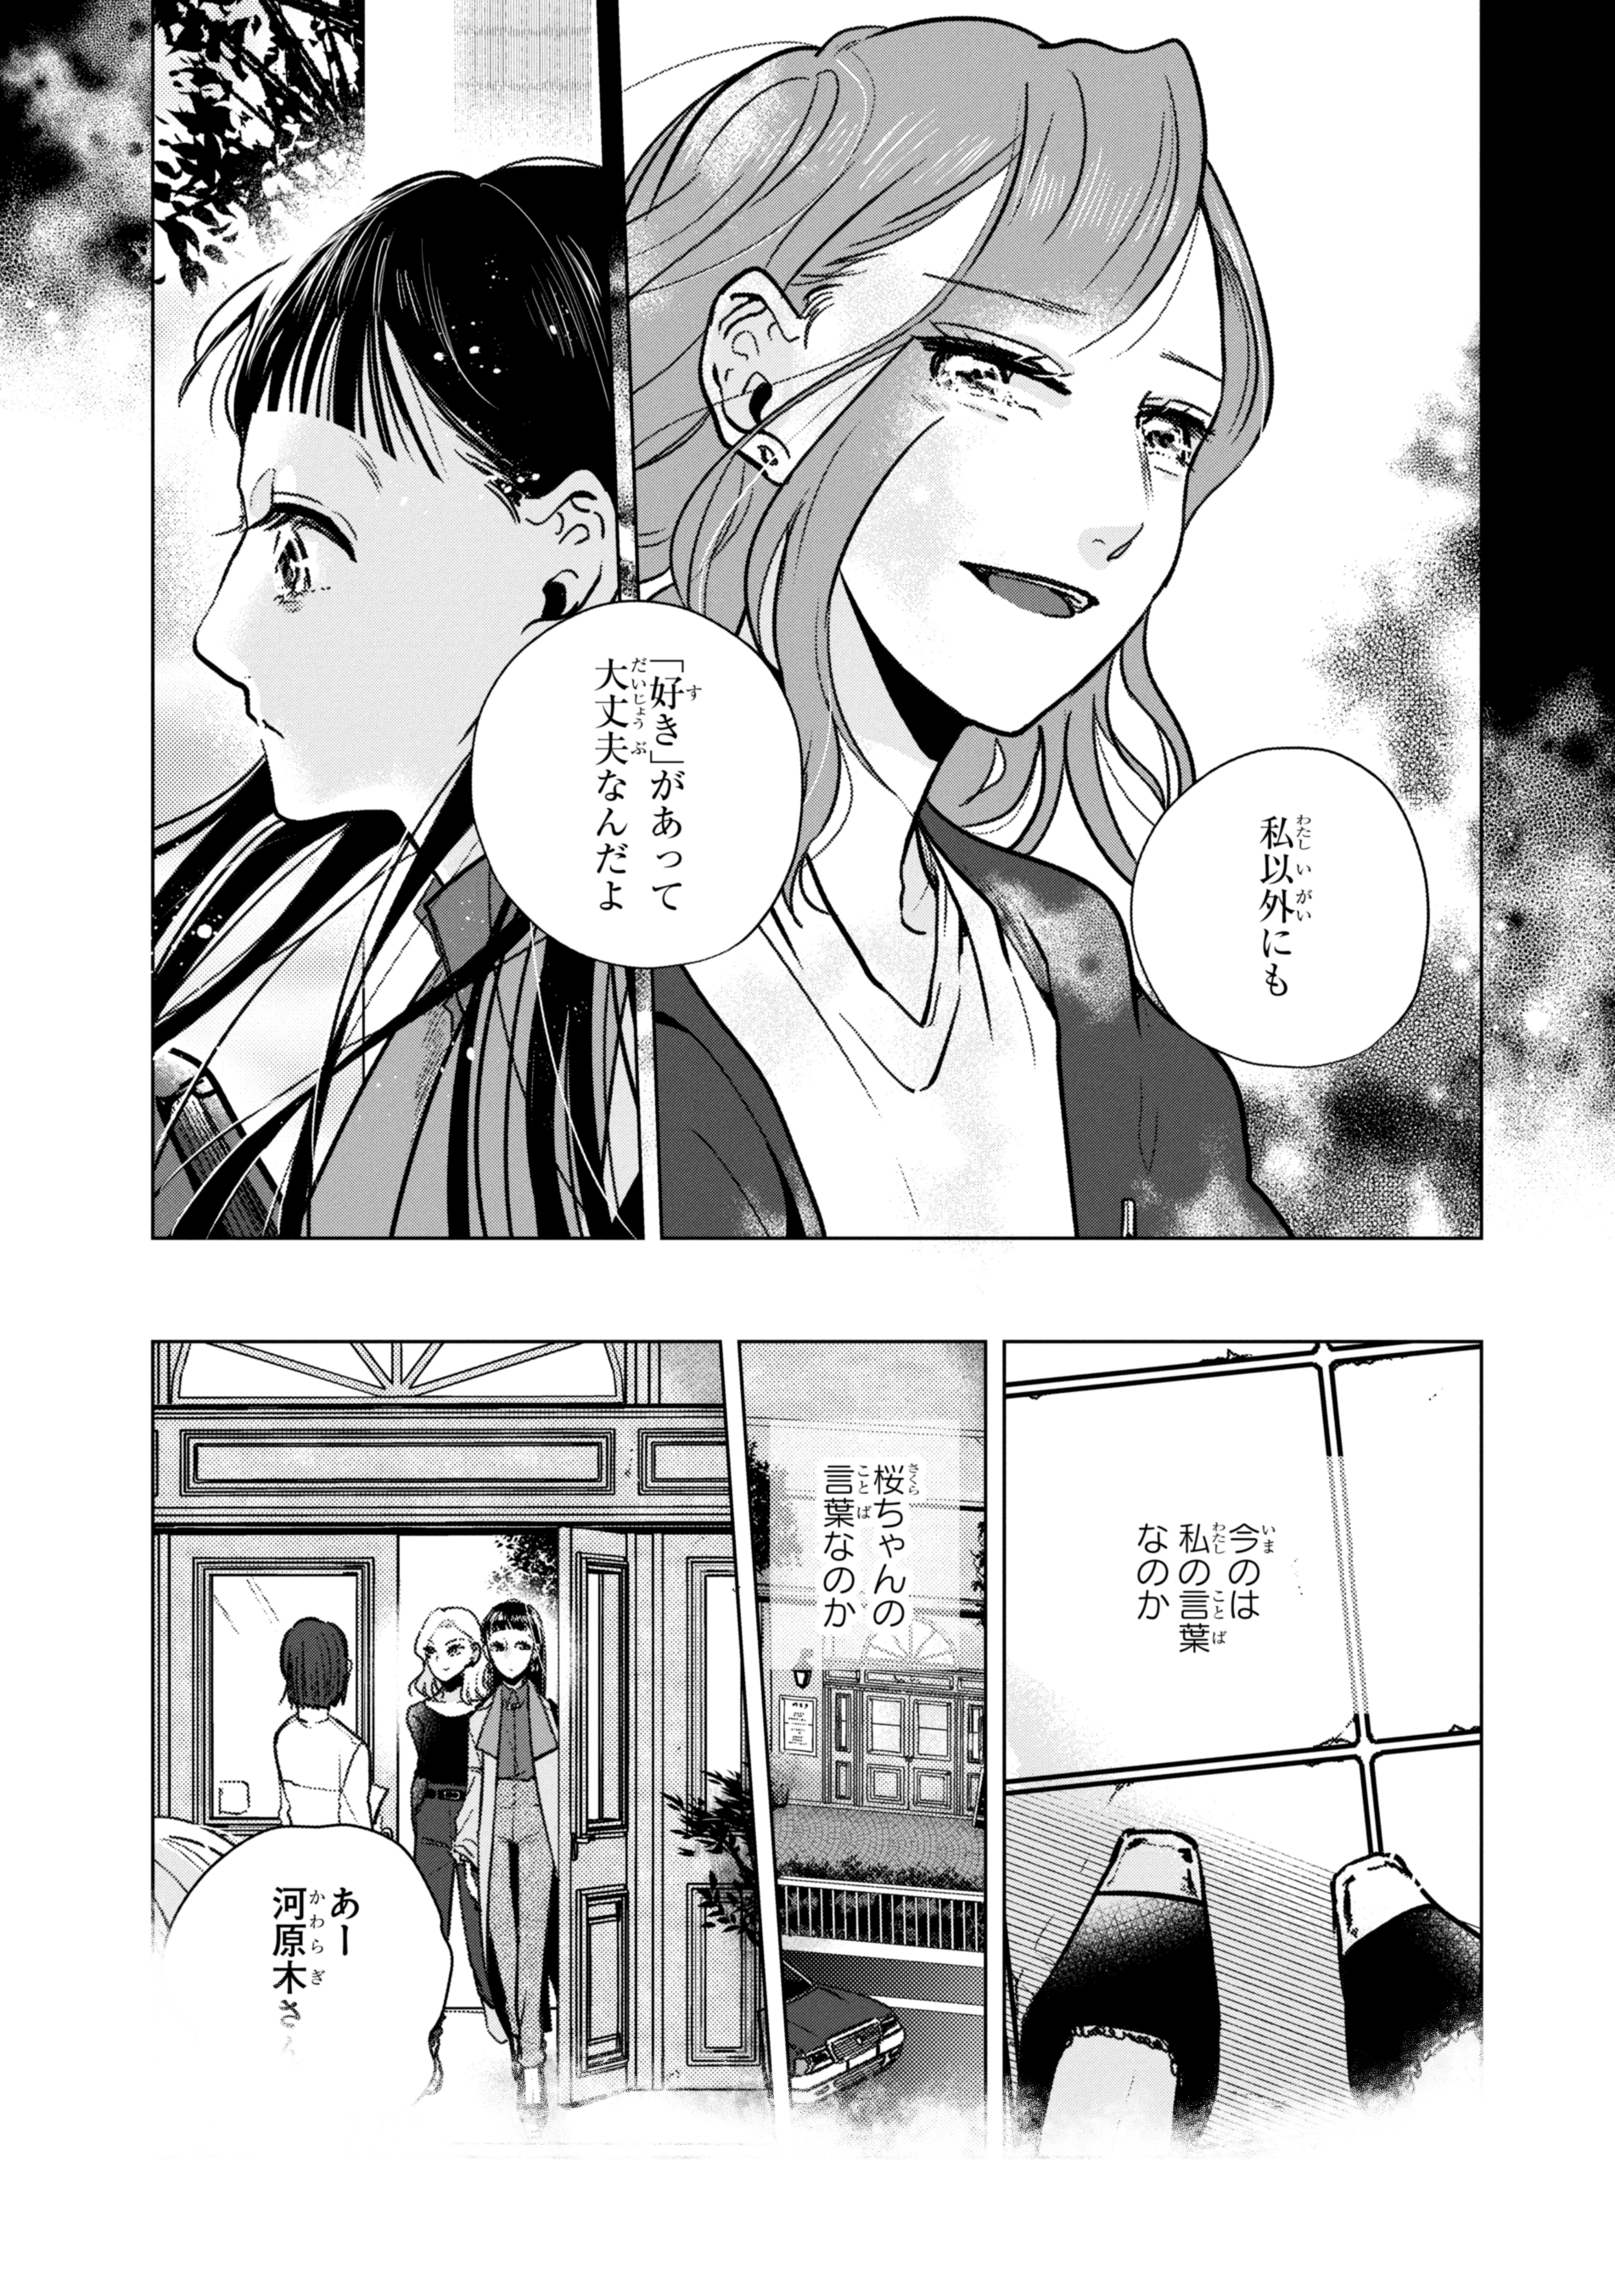 私以外にも
「好き」があって
大丈夫なんだよ
今のは
私の言葉
なのか
桜ちゃんの
言葉なのか
あー
河原木さ